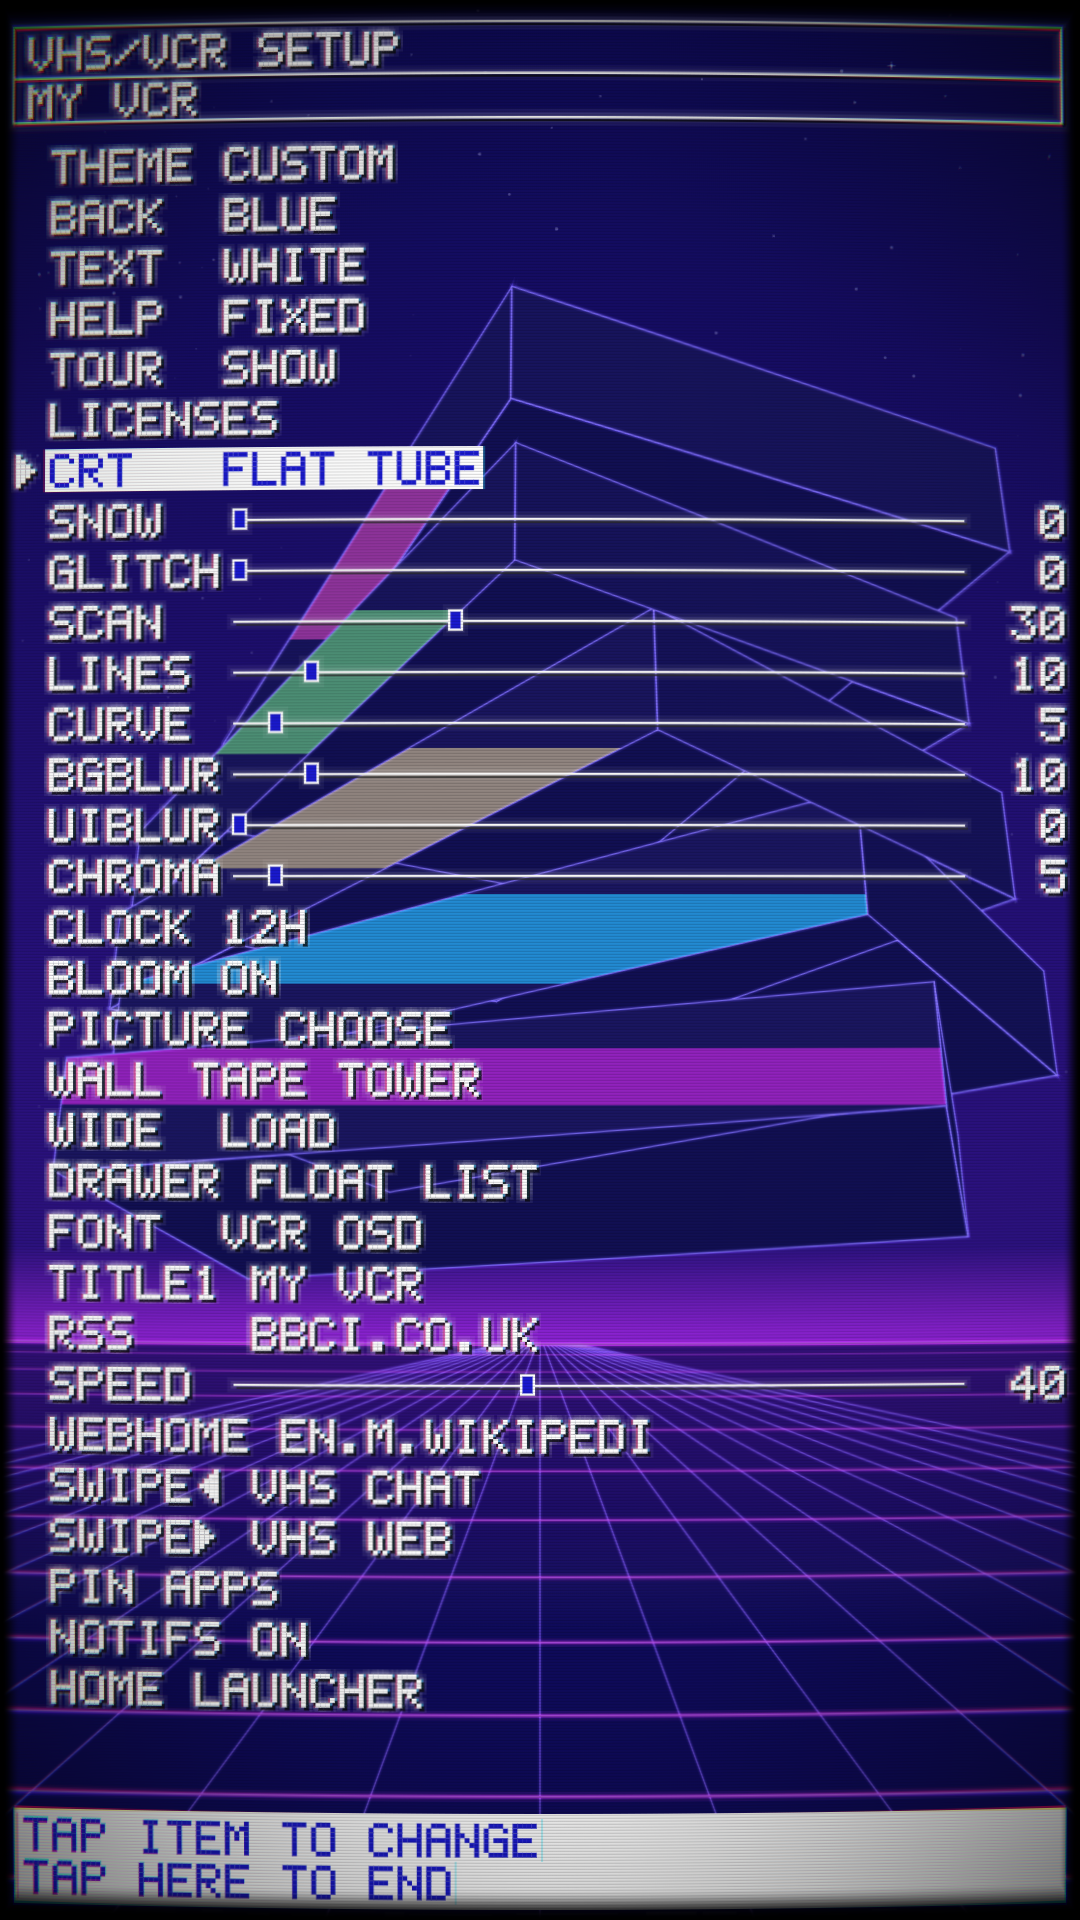 VHS/VCR SETUP
MY VCR
THEME CUSTOM
BACK BLUE
TEXT WHITE
HELP FIXED
TOUR SHOW
LICENSES
CRT FLAT TUBE
SNOW 0
GLITCH 0
SCAN 30
LINES 10
CURVE 5
BGBLUR 10
UIBLUR 0
CHROMA 5
CLOCK 12H
BLOOM ON
PICTURE CHOOSE
WALL TAPE TOWER
WIDE LOAD
DRAWER FLOAT LIST
FONT VCR OSD
TITLE1 MY VCR
RSS BBCI.CO.UK
SPEED 40
WEBHOME EN.M.WIKIPEDI
SWIPE◀ VHS CHAT
SWIPE▶ VHS WEB
PIN APPS
NOTIFS ON
HOME LAUNCHER
TAP ITEM TO CHANGE
TAP HERE TO END